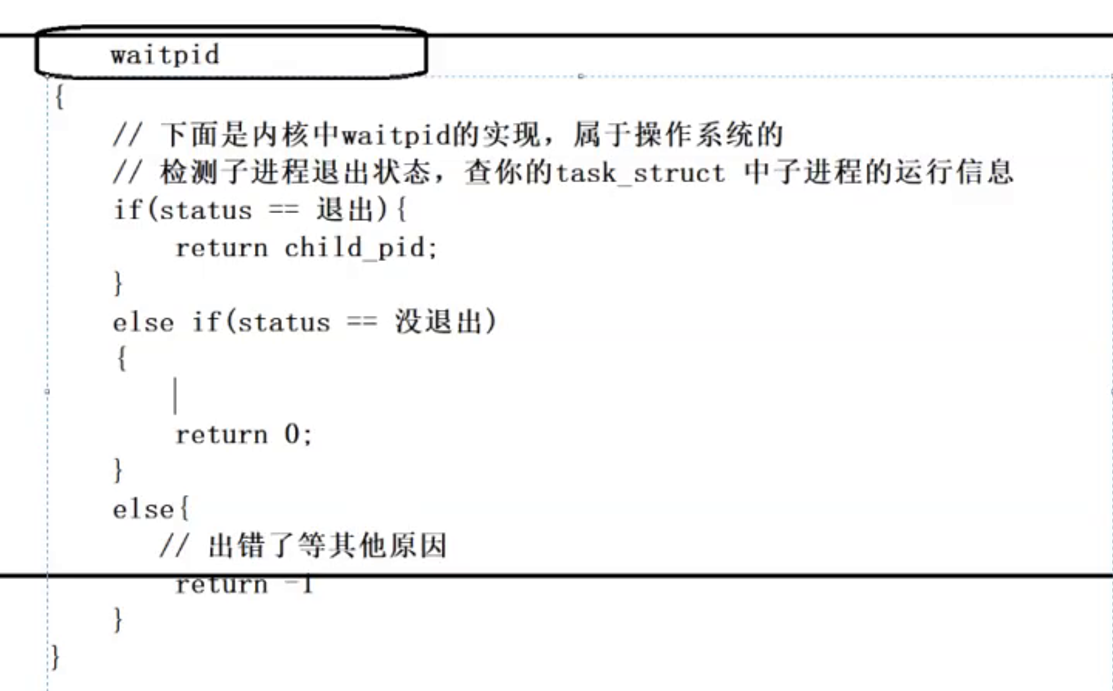 waitpid
{
// 下面是内核中waitpid的实现，属于操作系统的
// 检测子进程退出状态，查你的task_struct 中子进程的运行信息
if(status == 退出){
return child_pid;
}
else if(status == 没退出)
{
return 0;
}
else{
// 出错了等其他原因
return -1
}
}